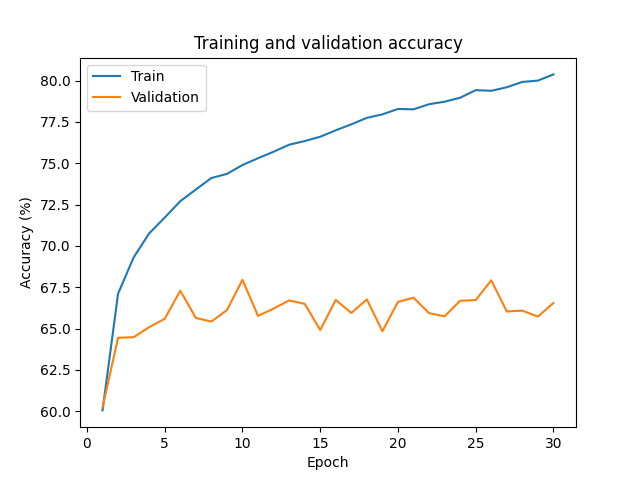 Training and validation accuracy
Train
Validation
Accuracy (%)
80.0
77.5
75.0
72.5
70.0
67.5
65.0
62.5
60.0
0 5 10 15 20 25 30
Epoch